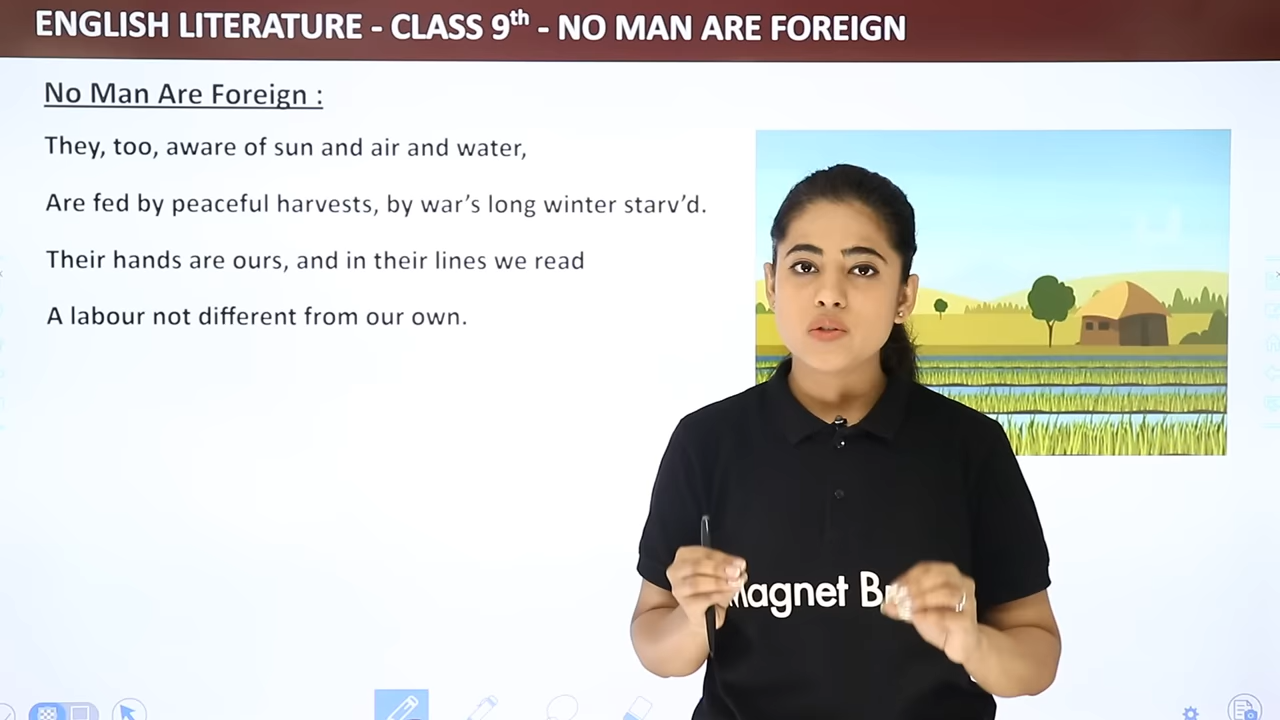 ENGLISH LITERATURE - CLASS 9th - NO MAN ARE FOREIGN
No Man Are Foreign :
They, too, aware of sun and air and water,
Are fed by peaceful harvests, by war's long winter starv'd.
Their hands are ours, and in their lines we read
A labour not different from our own.